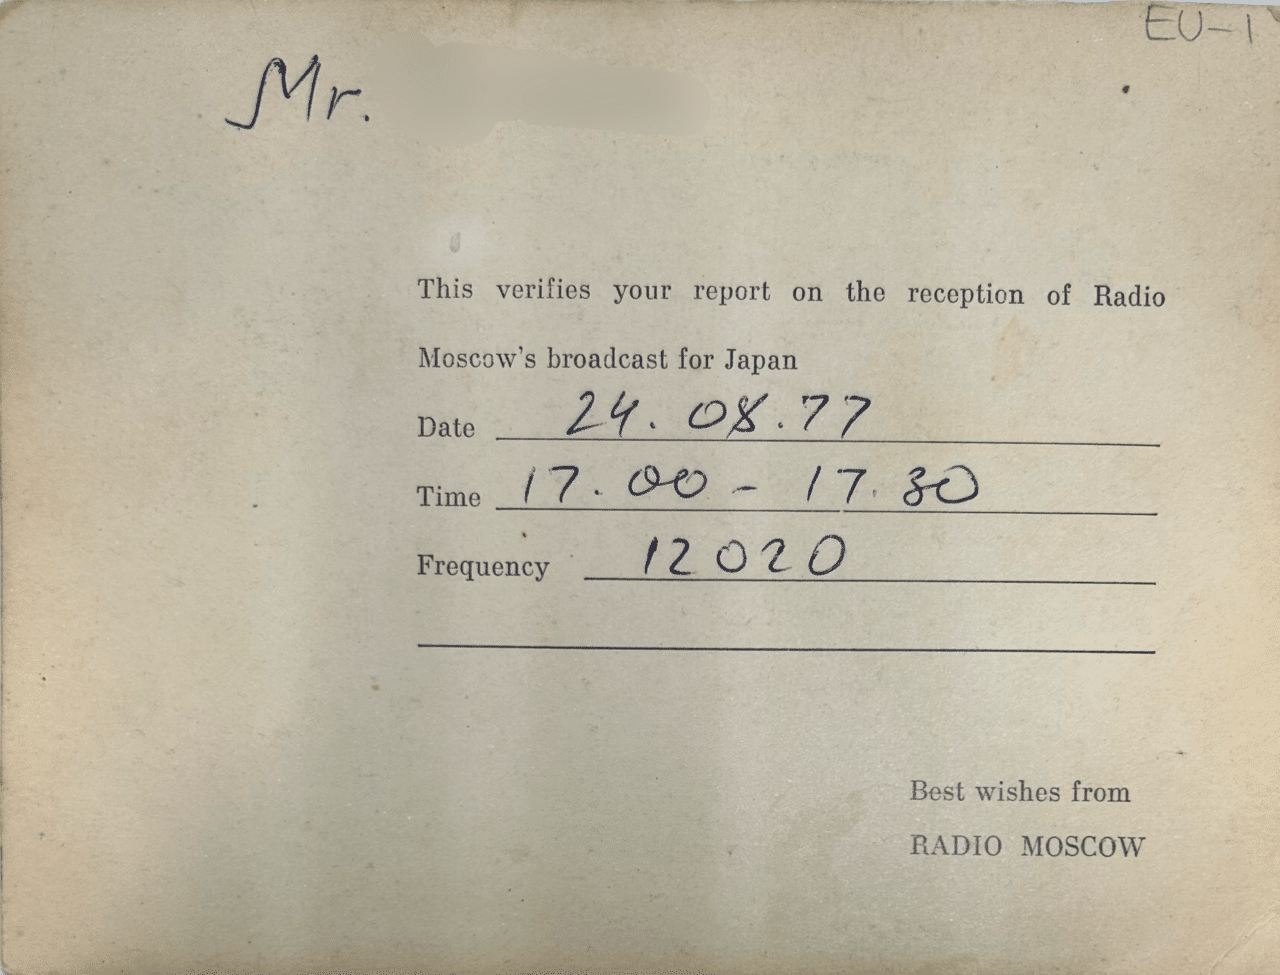 EU-1
Mr.
This verifies your report on the reception of Radio
Moscow's broadcast for Japan
Date 24.08.77
Time 17.00 - 17.30
Frequency 12020
Best wishes from
RADIO MOSCOW